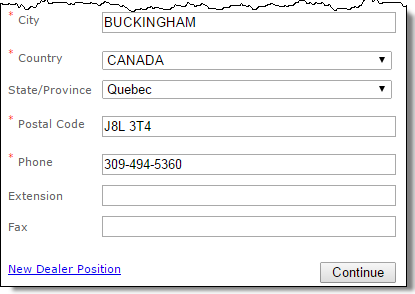 * City BUCKINGHAM
* Country CANADA
State/Province Quebec
* Postal Code J8L 3T4
* Phone 309-494-5360
Extension
Fax
New Dealer Position Continue